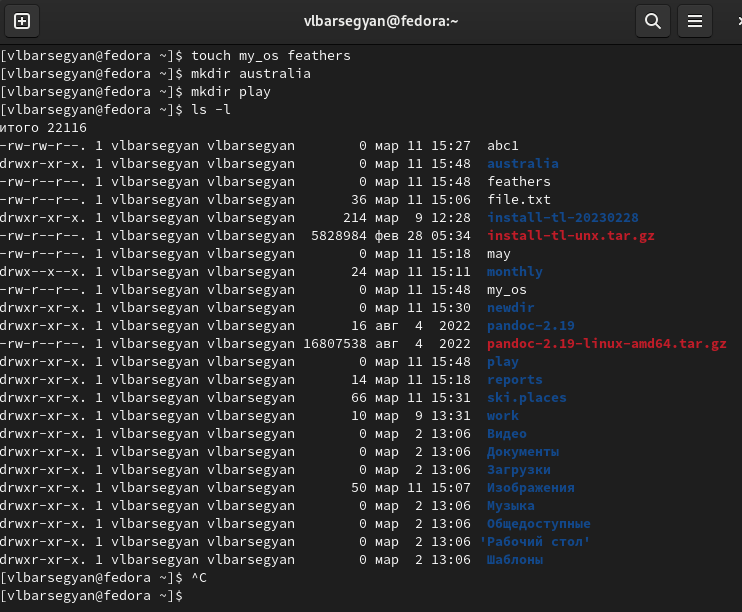 vlbarsegyan@fedora:~
[vlbarsegyan@fedora ~]$ touch my_os feathers
[vlbarsegyan@fedora ~]$ mkdir australia
[vlbarsegyan@fedora ~]$ mkdir play
[vlbarsegyan@fedora ~]$ ls -l
итого 22116
-rw-rw-r--. 1 vlbarsegyan vlbarsegyan        0 мар 11 15:27  abc1
drwxr-xr-x. 1 vlbarsegyan vlbarsegyan        0 мар 11 15:48  australia
-rw-r--r--. 1 vlbarsegyan vlbarsegyan        0 мар 11 15:48  feathers
-rw-r--r--. 1 vlbarsegyan vlbarsegyan       36 мар 11 15:06  file.txt
drwxr-xr-x. 1 vlbarsegyan vlbarsegyan      214 мар  9 12:28  install-tl-20230228
-rw-r--r--. 1 vlbarsegyan vlbarsegyan  5828984 фев 28 05:34  install-tl-unx.tar.gz
-rw-r--r--. 1 vlbarsegyan vlbarsegyan        0 мар 11 15:18  may
drwx--x--x. 1 vlbarsegyan vlbarsegyan       24 мар 11 15:11  monthly
-rw-r--r--. 1 vlbarsegyan vlbarsegyan        0 мар 11 15:48  my_os
drwxr-xr-x. 1 vlbarsegyan vlbarsegyan        0 мар 11 15:30  newdir
drwxr-xr-x. 1 vlbarsegyan vlbarsegyan       16 авг  4  2022  pandoc-2.19
-rw-r--r--. 1 vlbarsegyan vlbarsegyan 16807538 авг  4  2022  pandoc-2.19-linux-amd64.tar.gz
drwxr-xr-x. 1 vlbarsegyan vlbarsegyan        0 мар 11 15:48  play
drwxr-xr-x. 1 vlbarsegyan vlbarsegyan       14 мар 11 15:18  reports
drwxr-xr-x. 1 vlbarsegyan vlbarsegyan       66 мар 11 15:31  ski.places
drwxr-xr-x. 1 vlbarsegyan vlbarsegyan       10 мар  9 13:31  work
drwxr-xr-x. 1 vlbarsegyan vlbarsegyan        0 мар  2 13:06  Видео
drwxr-xr-x. 1 vlbarsegyan vlbarsegyan        0 мар  2 13:06  Документы
drwxr-xr-x. 1 vlbarsegyan vlbarsegyan        0 мар  2 13:06  Загрузки
drwxr-xr-x. 1 vlbarsegyan vlbarsegyan       50 мар 11 15:07  Изображения
drwxr-xr-x. 1 vlbarsegyan vlbarsegyan        0 мар  2 13:06  Музыка
drwxr-xr-x. 1 vlbarsegyan vlbarsegyan        0 мар  2 13:06  Общедоступные
drwxr-xr-x. 1 vlbarsegyan vlbarsegyan        0 мар  2 13:06 'Рабочий стол'
drwxr-xr-x. 1 vlbarsegyan vlbarsegyan        0 мар  2 13:06  Шаблоны
[vlbarsegyan@fedora ~]$ ^C
[vlbarsegyan@fedora ~]$